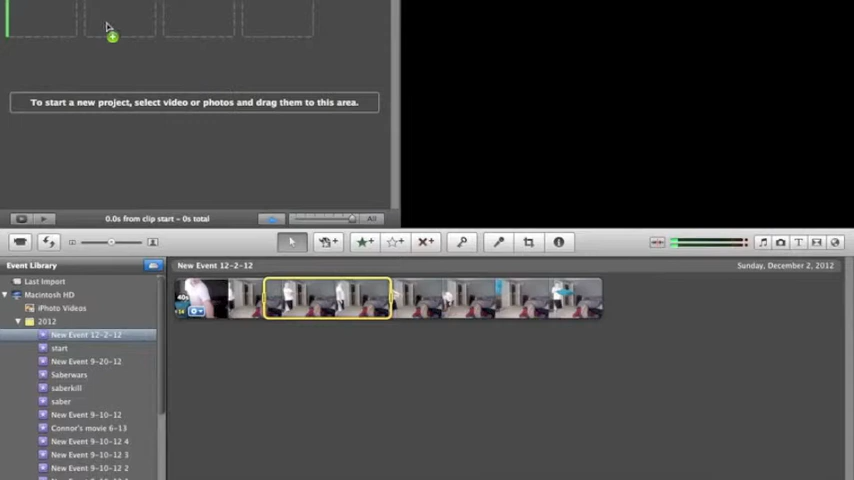 To start a new project, select video or photos and drag them to this area.
0.0s from clip start - 0s total
All
Event Library
New Event 12-2-12
Sunday, December 2, 2012
Last Import
Macintosh HD
iPhoto Videos
2012
New Event 12-2-12
start
New Event 9-20-12
Saberwars
saberkill
saber
New Event 9-10-12
Connor's movie 6-13
New Event 9-10-12 4
New Event 9-10-12 3
New Event 9-10-12 2
40s